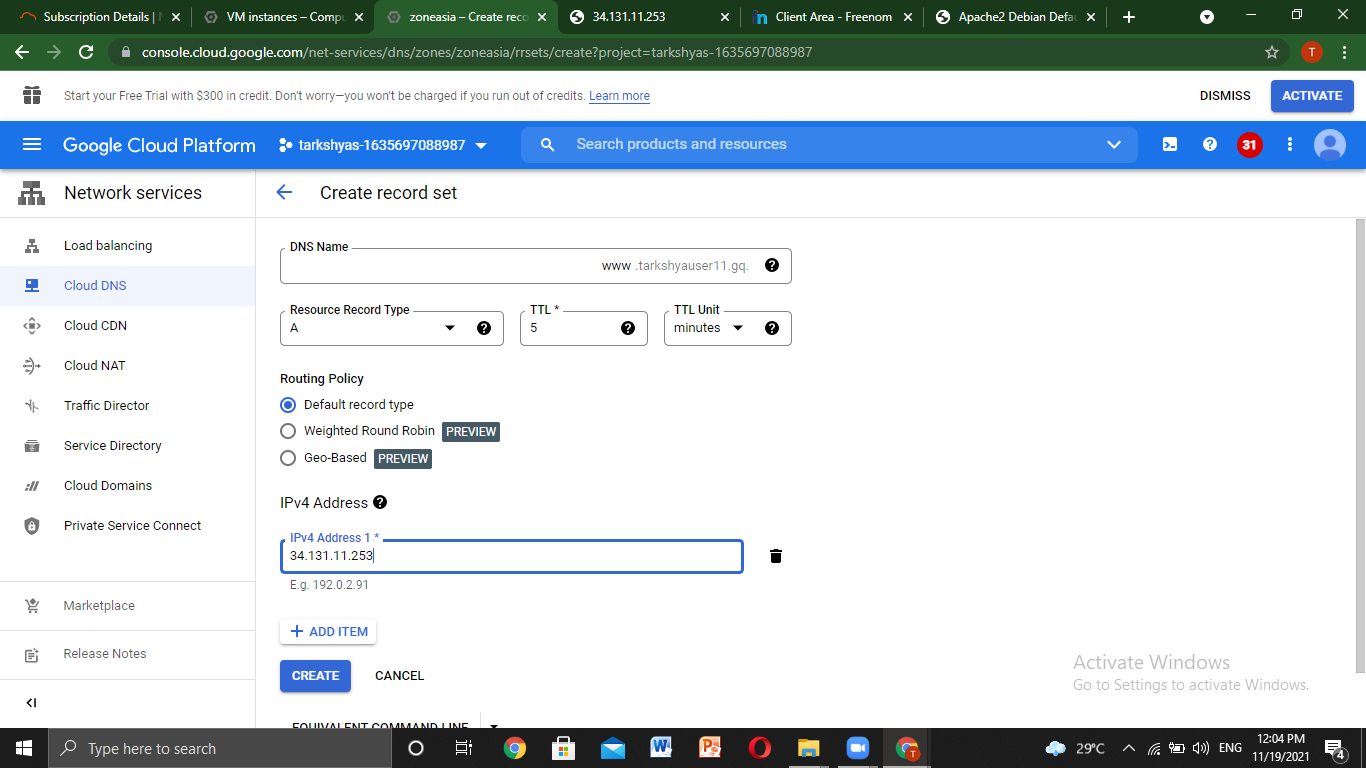 Subscription Details |
VM instances – Compu
zoneasia – Create reco
34.131.11.253
Client Area - Freenom
Apache2 Debian Defau
console.cloud.google.com/net-services/dns/zones/zoneasia/rrsets/create?project=tarkshyas-1635697088987
T
Start your Free Trial with $300 in credit. Don't worry—you won't be charged if you run out of credits. Learn more
DISMISS
ACTIVATE
Google Cloud Platform
tarkshyas-1635697088987
Search products and resources
31
Network services
Create record set
Load balancing
Cloud DNS
Cloud CDN
Cloud NAT
Traffic Director
Service Directory
Cloud Domains
Private Service Connect
Marketplace
Release Notes
DNS Name
www .tarkshyauser11.gq.
Resource Record Type
A
TTL *
5
TTL Unit
minutes
Routing Policy
Default record type
Weighted Round Robin PREVIEW
Geo-Based PREVIEW
IPv4 Address
IPv4 Address 1 *
34.131.11.253
E.g. 192.0.2.91
+ ADD ITEM
CREATE
CANCEL
EQUIVALENT COMMAND LINE
Activate Windows
Go to Settings to activate Windows.
Type here to search
29°C
ENG
12:04 PM
11/19/2021
4